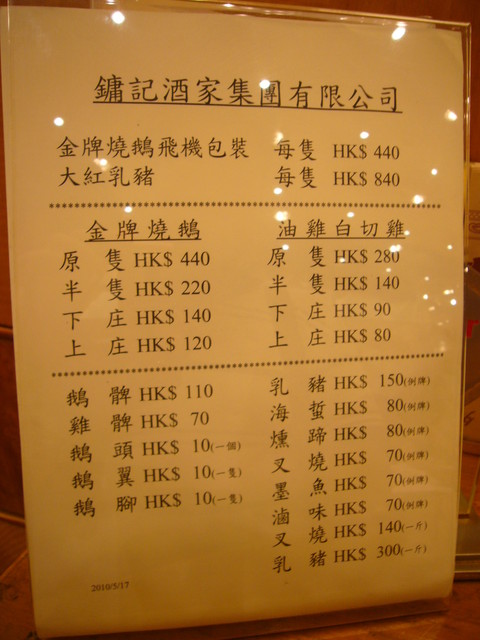 鏞記酒家集團有限公司
金牌燒鵝飛機包裝 每隻 HK$ 440
大紅乳豬 每隻 HK$ 840
金牌燒鵝
原 隻 HK$ 440
半 隻 HK$ 220
下 庄 HK$ 140
上 庄 HK$ 120
油雞白切雞
原 隻 HK$ 280
半 隻 HK$ 140
下 庄 HK$ 90
上 庄 HK$ 80
鵝 髀 HK$ 110
雞 髀 HK$ 70
鵝 頭 HK$ 10(一個)
鵝 翼 HK$ 10(一隻)
鵝 腳 HK$ 10(一隻)
乳 豬 HK$ 150(例牌)
海 蜇 HK$ 80(例牌)
燻 蹄 HK$ 80(例牌)
叉 燒 HK$ 70(例牌)
墨 魚 HK$ 70(例牌)
滷 味 HK$ 70(例牌)
叉 燒 HK$ 140(一斤)
乳 豬 HK$ 300(一斤)
2010/5/17